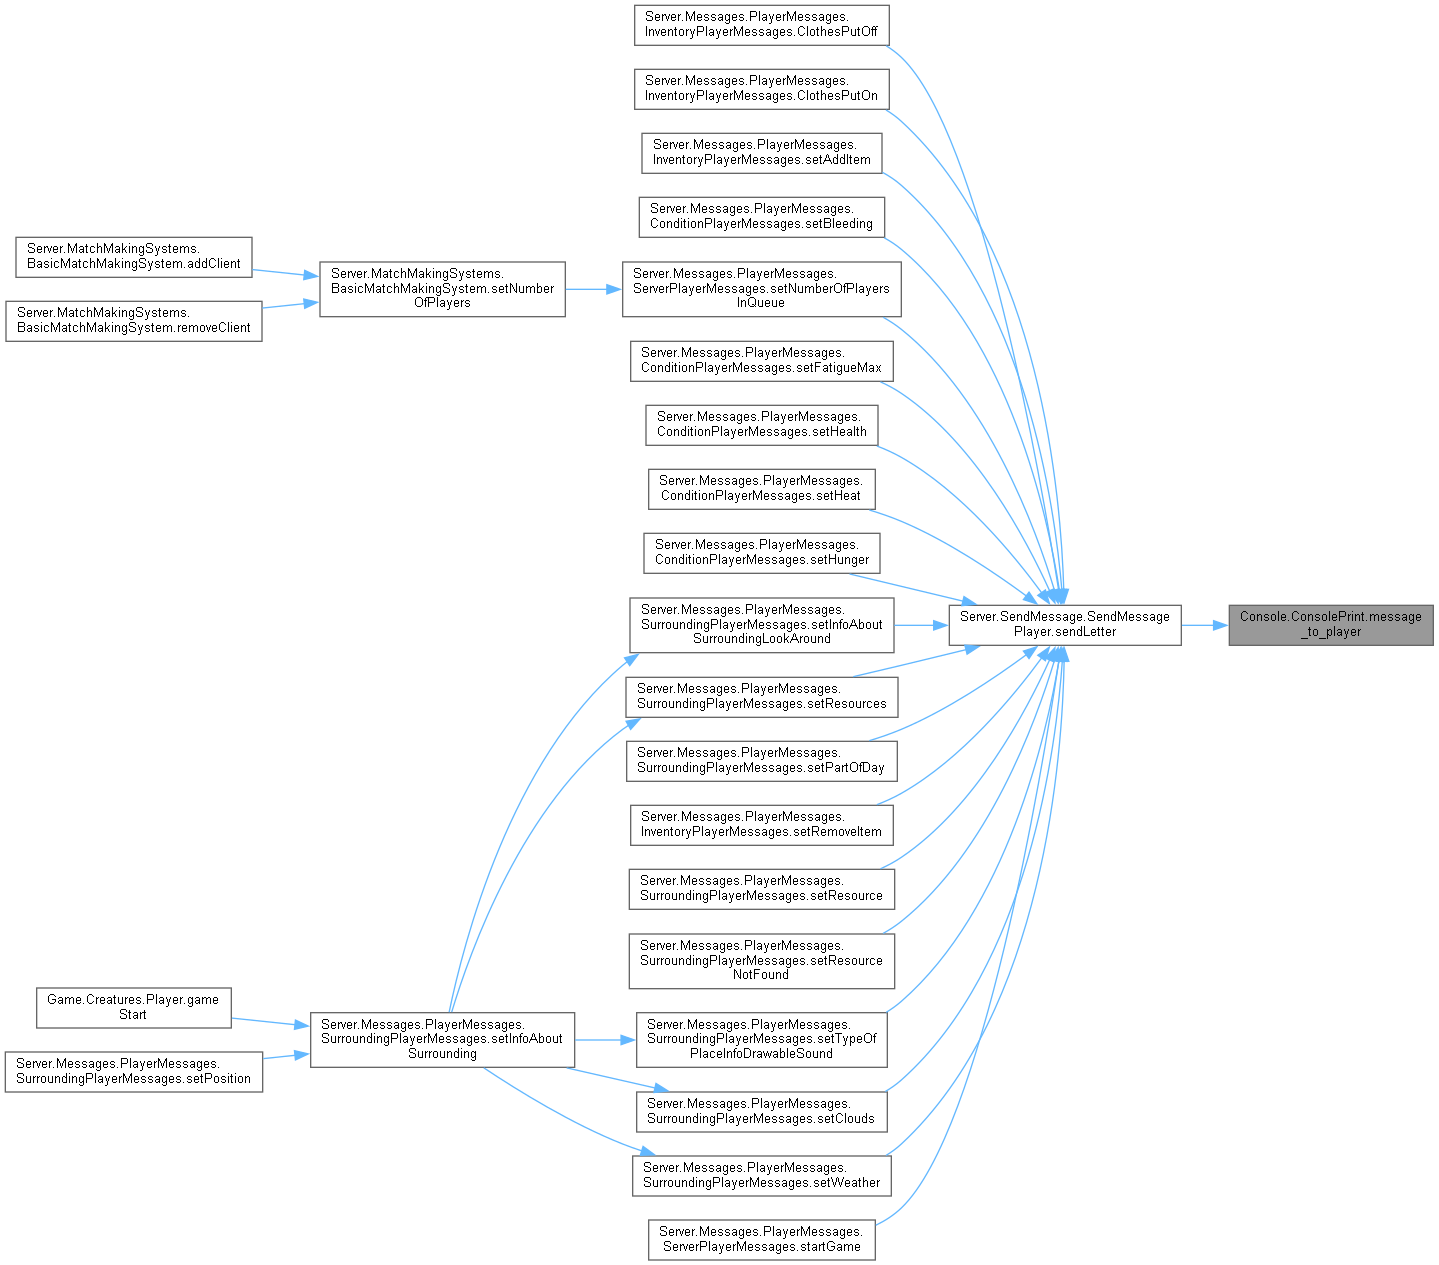 Server.Messages.PlayerMessages.
InventoryPlayerMessages.ClothesPutOff
Server.Messages.PlayerMessages.
InventoryPlayerMessages.ClothesPutOn
Server.Messages.PlayerMessages.
InventoryPlayerMessages.setAddItem
Server.Messages.PlayerMessages.
ConditionPlayerMessages.setBleeding
Server.MatchMakingSystems.
BasicMatchMakingSystem.addClient
Server.MatchMakingSystems.
BasicMatchMakingSystem.removeClient
Server.MatchMakingSystems.
BasicMatchMakingSystem.setNumber
OfPlayers
Server.Messages.PlayerMessages.
ServerPlayerMessages.setNumberOfPlayers
InQueue
Server.Messages.PlayerMessages.
ConditionPlayerMessages.setFatigueMax
Server.Messages.PlayerMessages.
ConditionPlayerMessages.setHealth
Server.Messages.PlayerMessages.
ConditionPlayerMessages.setHeat
Server.Messages.PlayerMessages.
ConditionPlayerMessages.setHunger
Server.Messages.PlayerMessages.
SurroundingPlayerMessages.setInfoAbout
SurroundingLookAround
Server.SendMessage.SendMessage
Player.sendLetter
Console.ConsolePrint.message
_to_player
Server.Messages.PlayerMessages.
SurroundingPlayerMessages.setResources
Server.Messages.PlayerMessages.
SurroundingPlayerMessages.setPartOfDay
Server.Messages.PlayerMessages.
InventoryPlayerMessages.setRemoveItem
Server.Messages.PlayerMessages.
SurroundingPlayerMessages.setResource
Server.Messages.PlayerMessages.
SurroundingPlayerMessages.setResource
NotFound
Game.Creatures.Player.game
Start
Server.Messages.PlayerMessages.
SurroundingPlayerMessages.setPosition
Server.Messages.PlayerMessages.
SurroundingPlayerMessages.setInfoAbout
Surrounding
Server.Messages.PlayerMessages.
SurroundingPlayerMessages.setTypeOf
PlaceInfoDrawableSound
Server.Messages.PlayerMessages.
SurroundingPlayerMessages.setClouds
Server.Messages.PlayerMessages.
SurroundingPlayerMessages.setWeather
Server.Messages.PlayerMessages.
ServerPlayerMessages.startGame